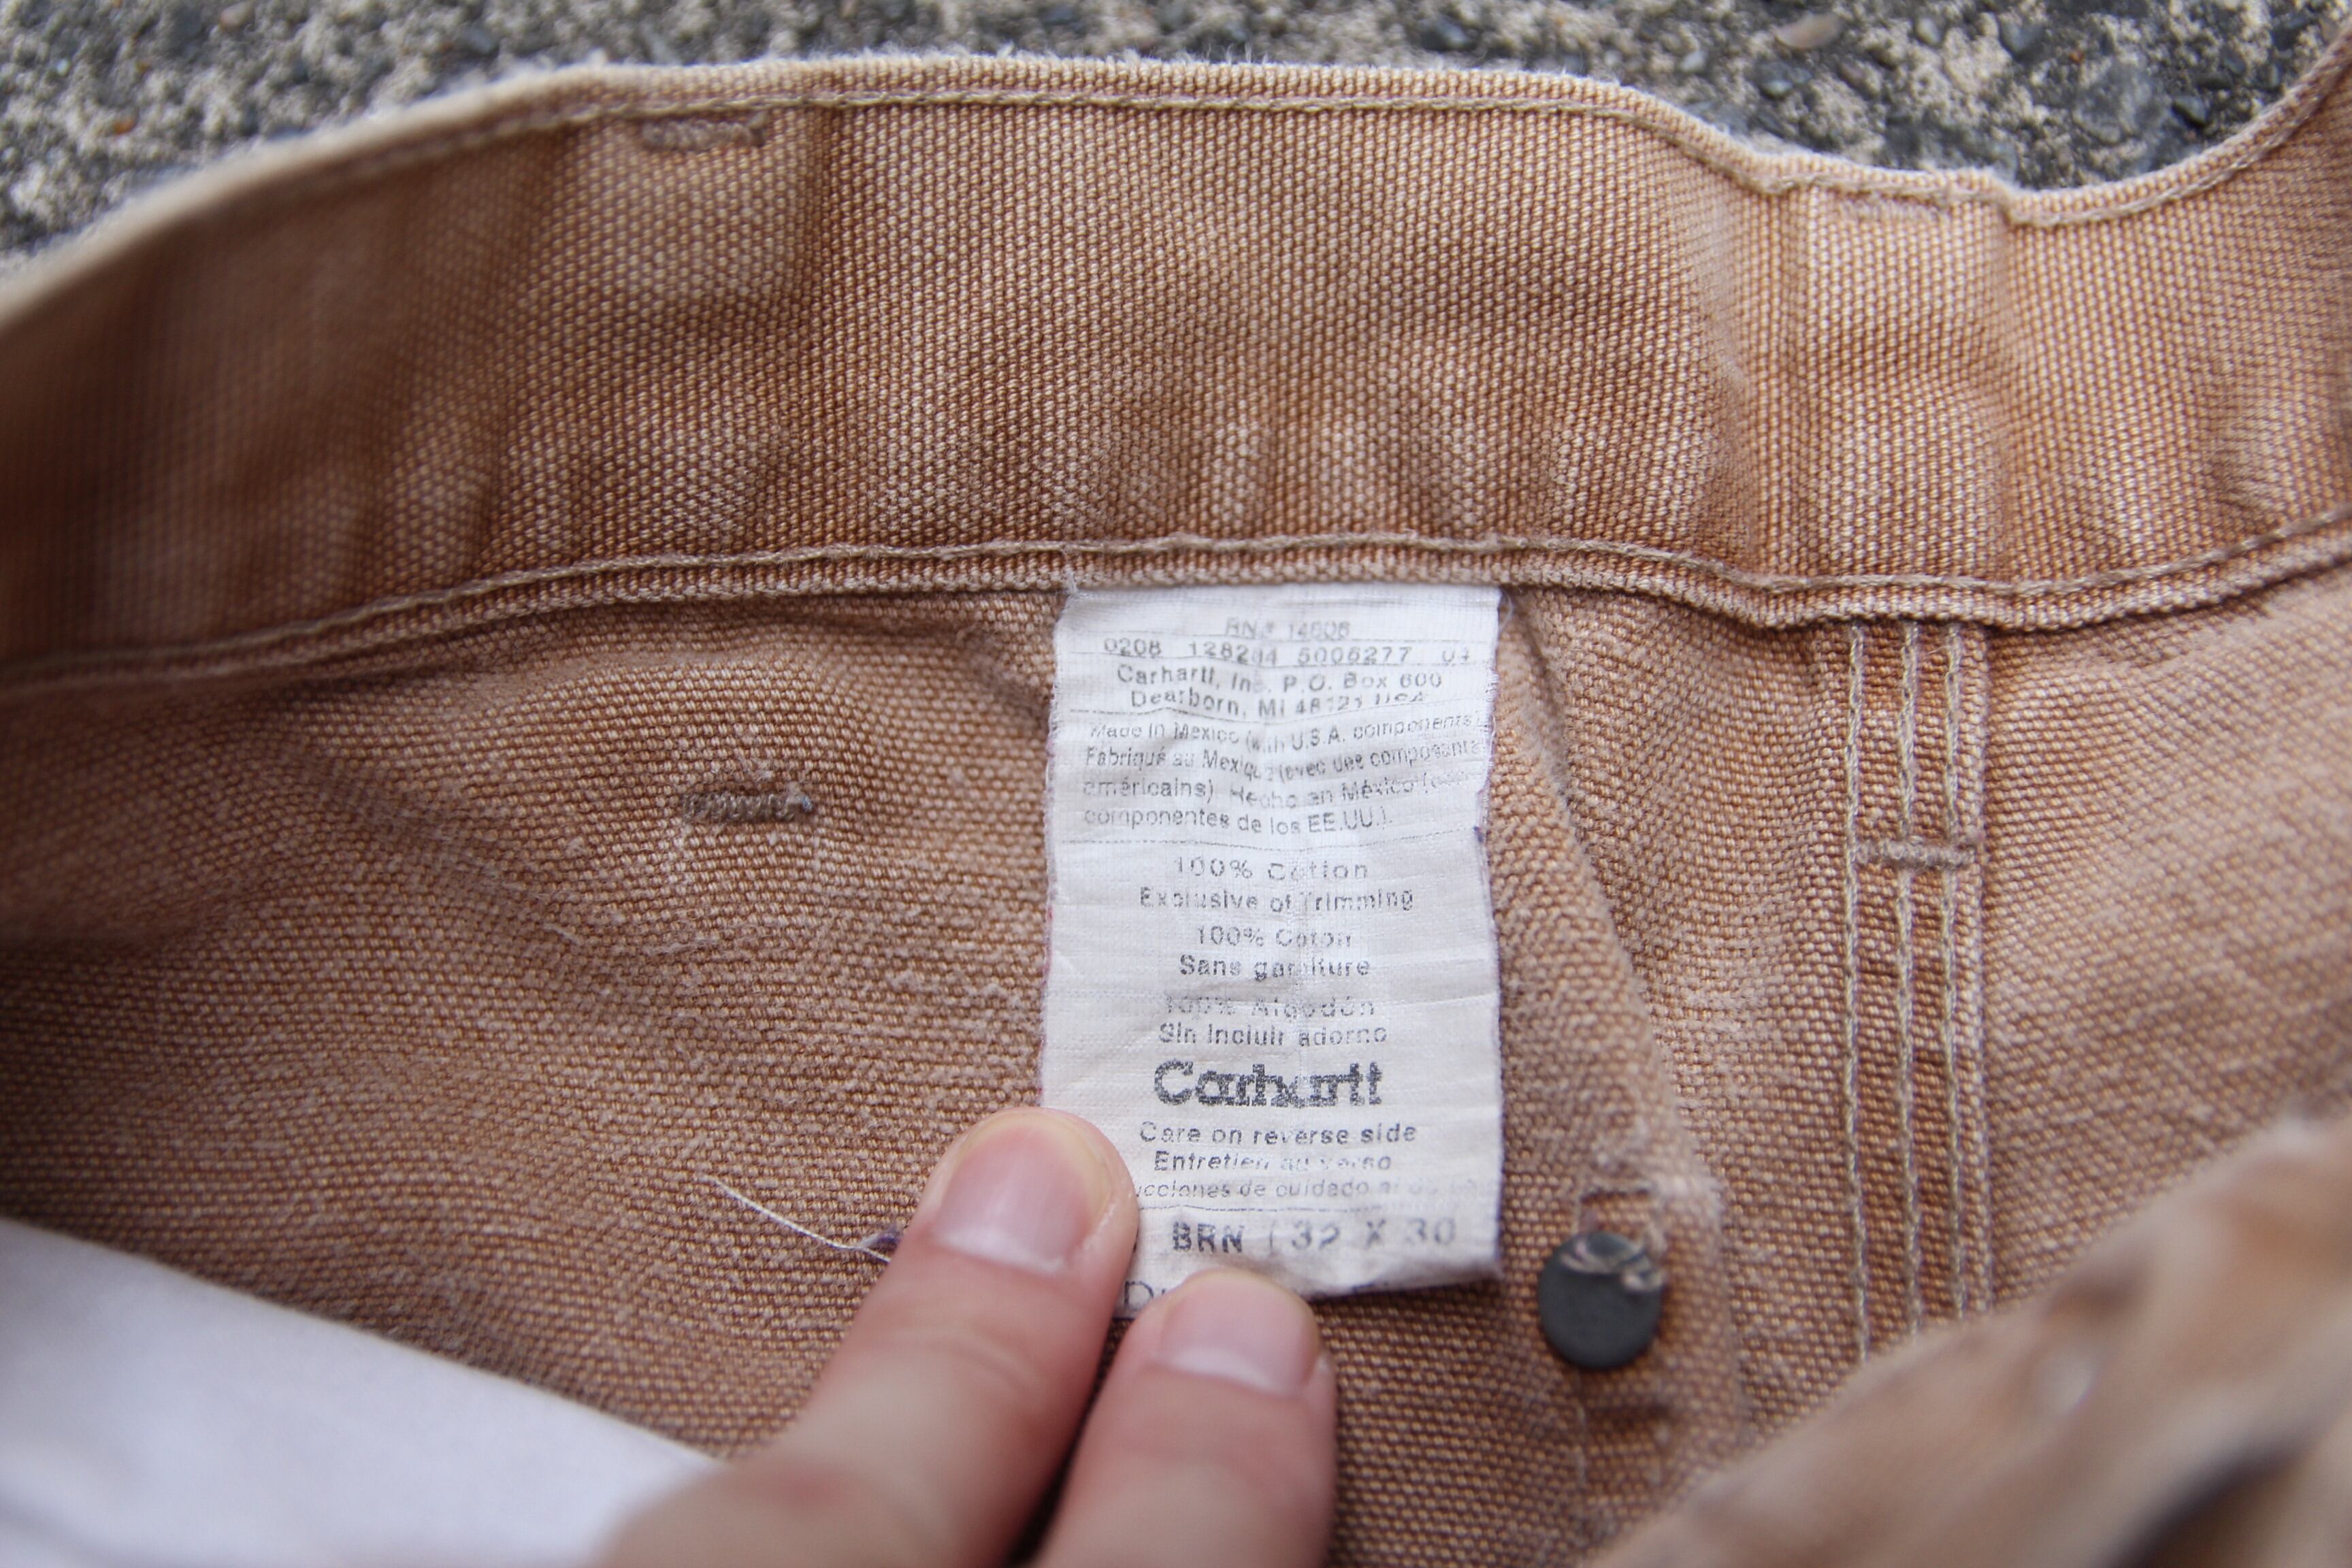 RN# 14806
0208 128284 5006277 04
Carhartt, Inc. P.O. Box 600
Dearborn, MI 48121 USA
Made in Mexico (with U.S.A. components)
Fabriqué au Mexique (avec des composants
américains) Hecho en México (con
componentes de los EE.UU.).
100% Cotton
Exclusive of Trimming
100% Coton
Sans garniture
100% Algodón
Sin incluir adorno
Carhartt
Care on reverse side
Entretien au verso
cuidado al
BRN 32 X 30